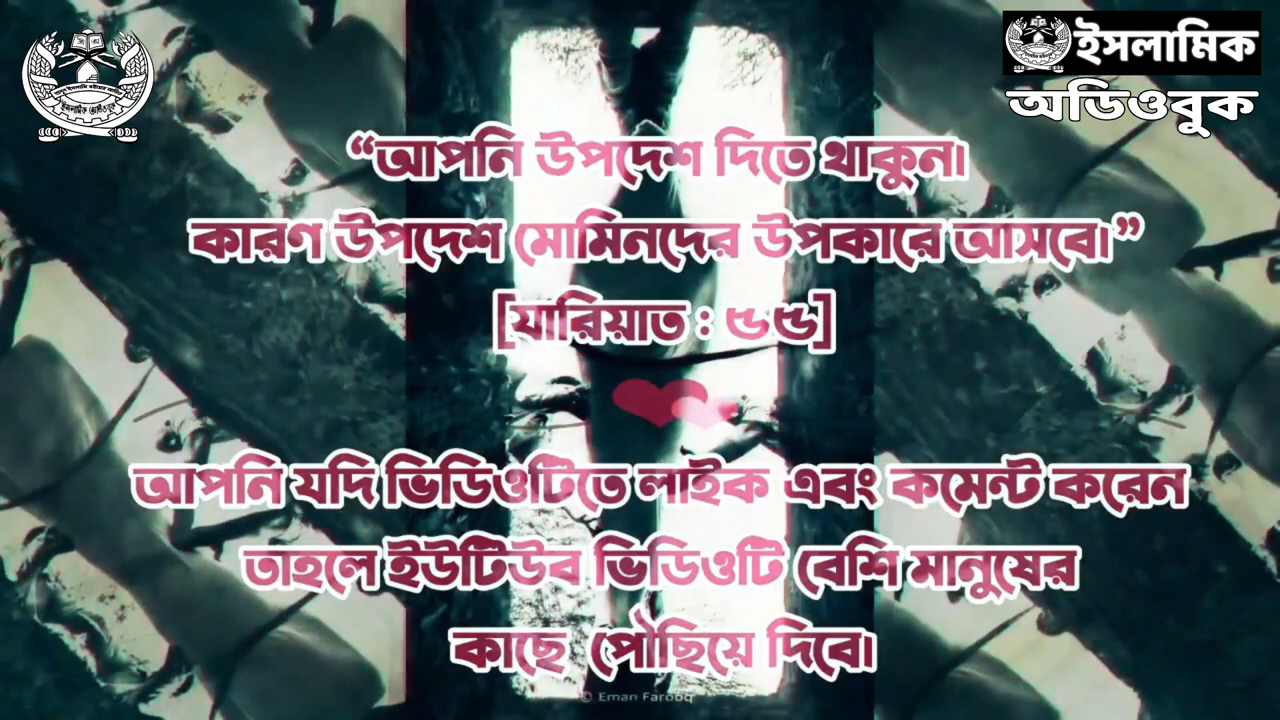 ইসলামিক
অডিওবুক
“আপনি উপদেশ দিতে থাকুন।
কারণ উপদেশ মোমিনদের উপকারে আসবে।”
[যারিয়াত : ৫৫]
আপনি যদি ভিডিওটিতে লাইক এবং কমেন্ট করেন
তাহলে ইউটিউব ভিডিওটি বেশি মানুষের
কাছে পৌছিয়ে দিবে।
© Eman Farooq